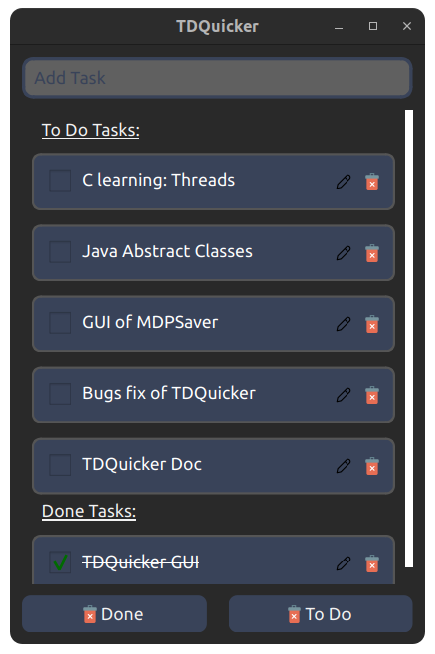 TDQuicker
Add Task
To Do Tasks:
C learning: Threads
Java Abstract Classes
GUI of MDPSaver
Bugs fix of TDQuicker
TDQuicker Doc
Done Tasks:
TDQuicker GUI
Done
To Do